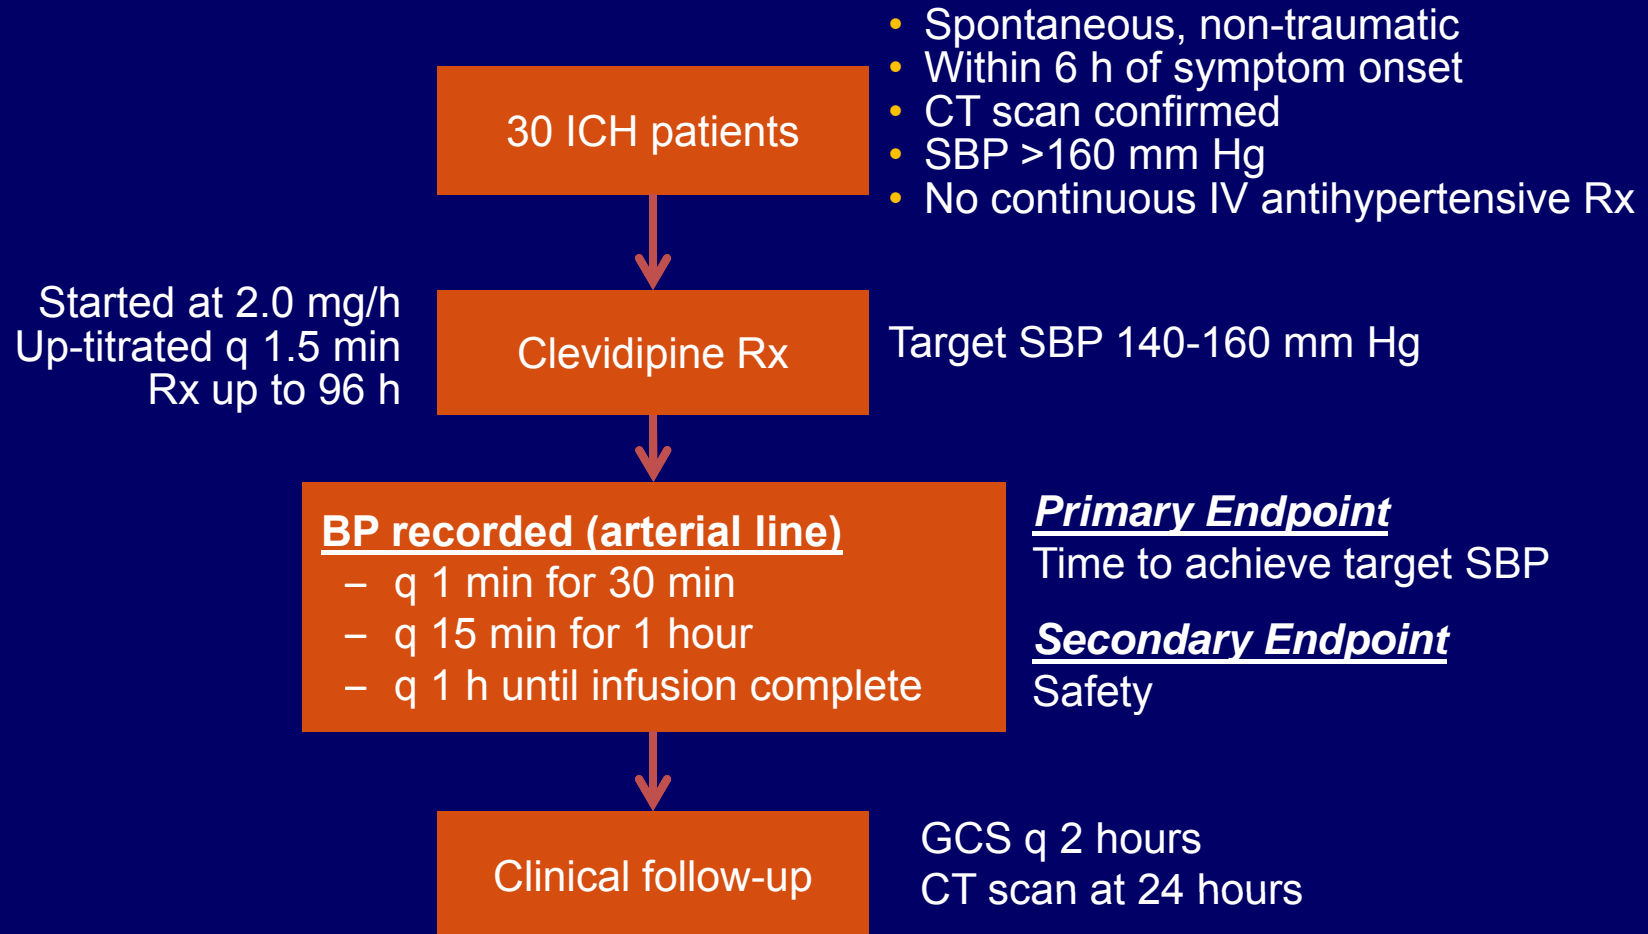 30 ICH patients
• Spontaneous, non-traumatic
• Within 6 h of symptom onset
• CT scan confirmed
• SBP >160 mm Hg
• No continuous IV antihypertensive Rx
Started at 2.0 mg/h
Up-titrated q 1.5 min
Rx up to 96 h
Clevidipine Rx
Target SBP 140-160 mm Hg
BP recorded (arterial line)
– q 1 min for 30 min
– q 15 min for 1 hour
– q 1 h until infusion complete
Primary Endpoint
Time to achieve target SBP
Secondary Endpoint
Safety
Clinical follow-up
GCS q 2 hours
CT scan at 24 hours